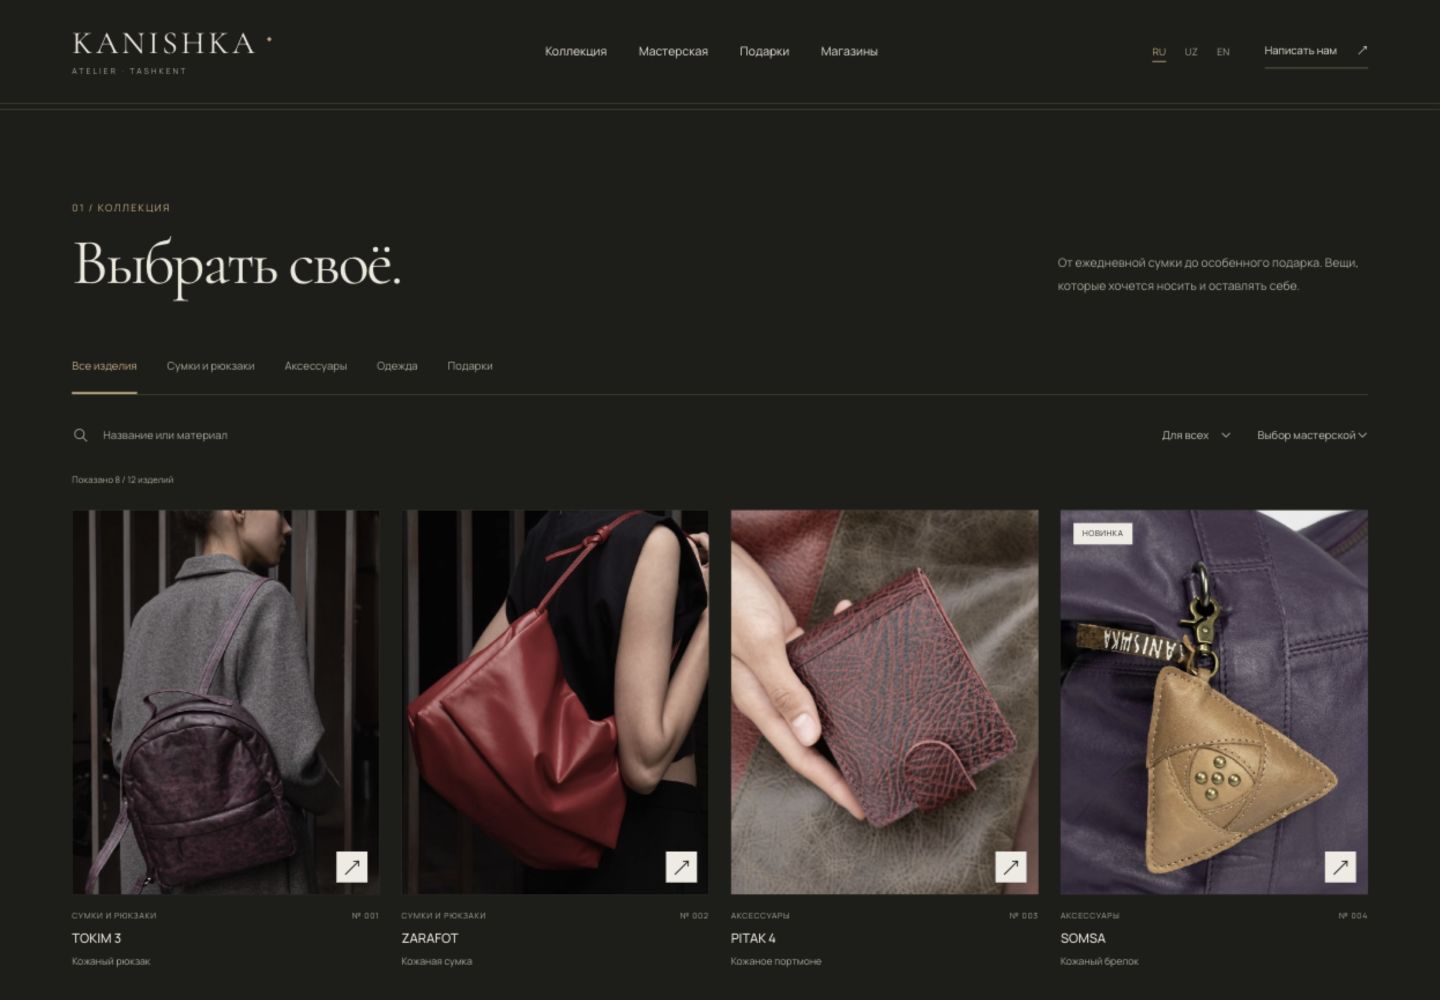 KANISHKA
ATELIER · TASHKENT
Коллекция Мастерская Подарки Магазины
RU UZ EN
Написать нам ↗
01 / КОЛЛЕКЦИЯ
Выбрать своё.
От ежедневной сумки до особенного подарка. Вещи,
которые хочется носить и оставлять себе.
Все изделия Сумки и рюкзаки Аксессуары Одежда Подарки
Название или материал
Для всех
Выбор мастерской
Показано 8 / 12 изделий
НОВИНКА
KANISHKA
СУМКИ И РЮКЗАКИ № 001
TOKIM 3
Кожаный рюкзак
СУМКИ И РЮКЗАКИ № 002
ZARAFOT
Кожаная сумка
АКСЕССУАРЫ № 003
PITAK 4
Кожаное портмоне
АКСЕССУАРЫ № 004
SOMSA
Кожаный брелок